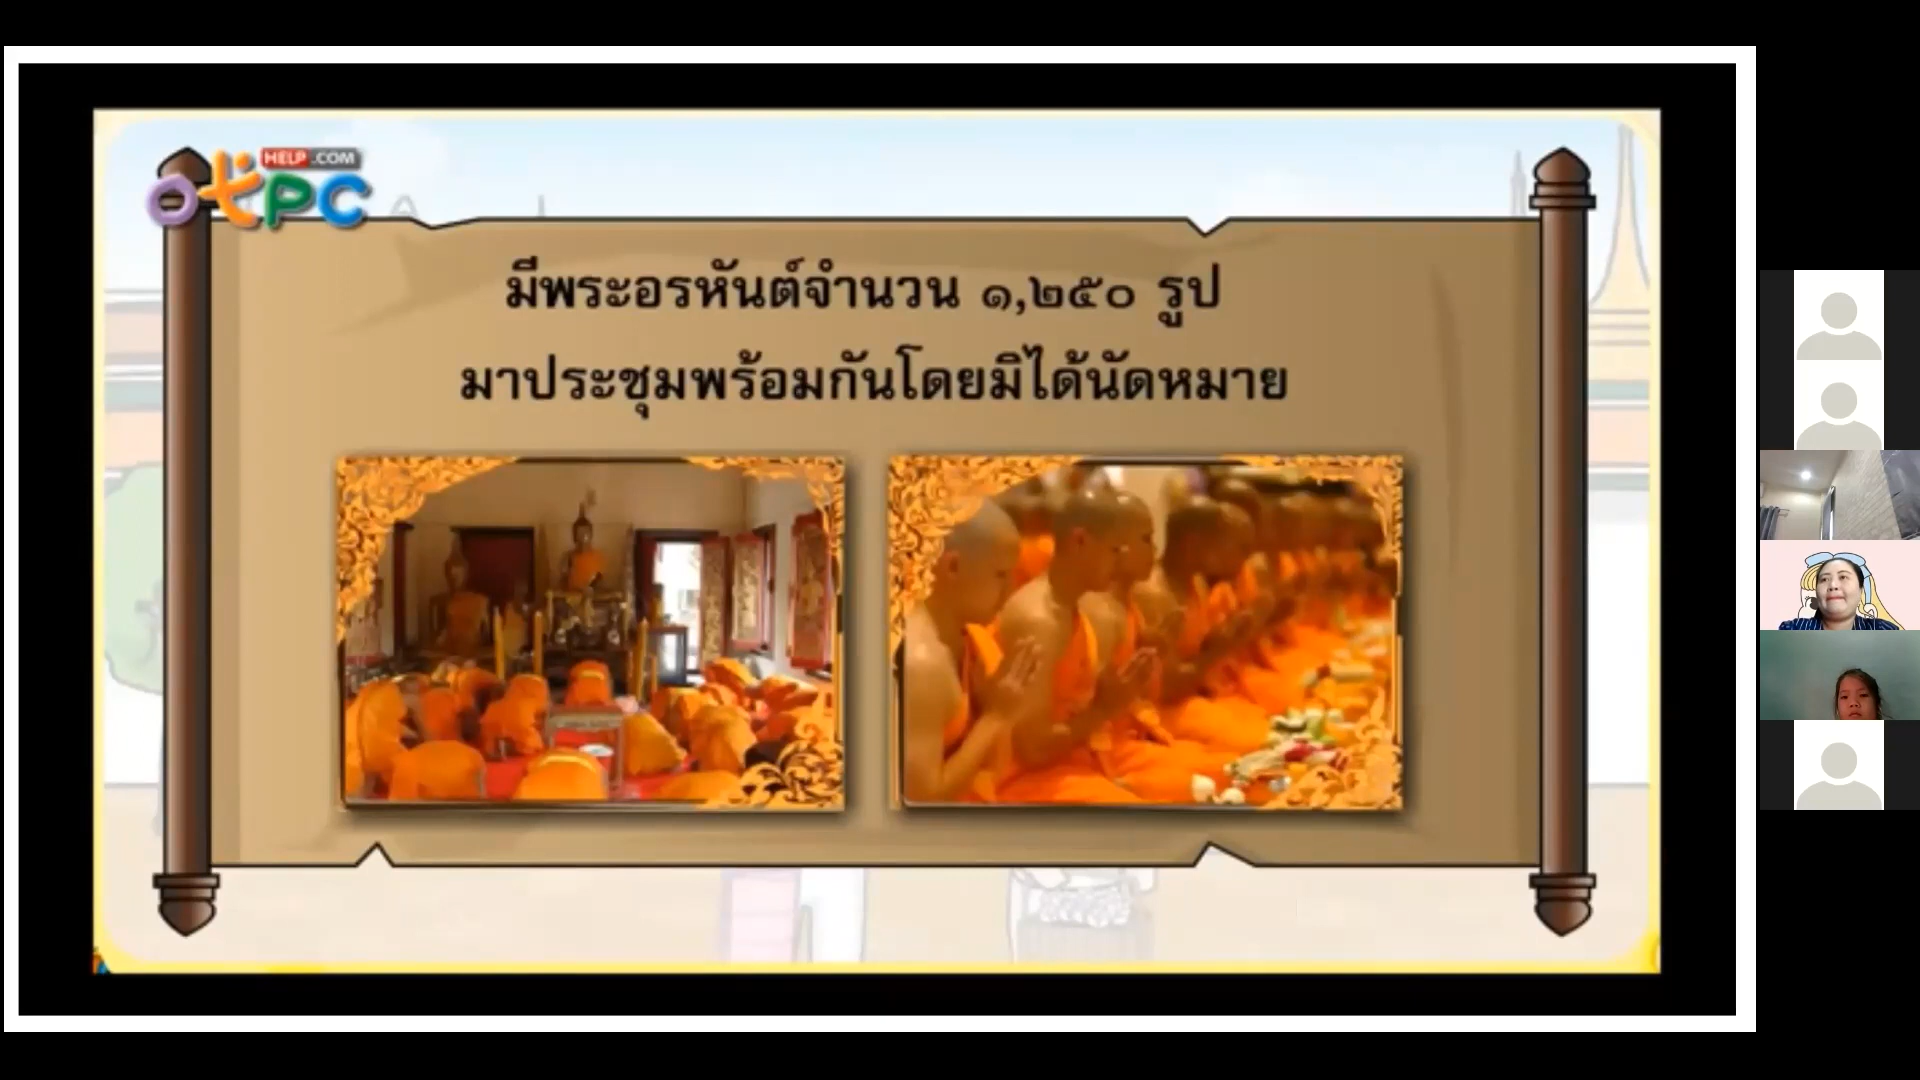 HELP .COM
OTPC
มีพระอรหันต์จำนวน ๑,๒๕๐ รูป
มาประชุมพร้อมกันโดยมิได้นัดหมาย